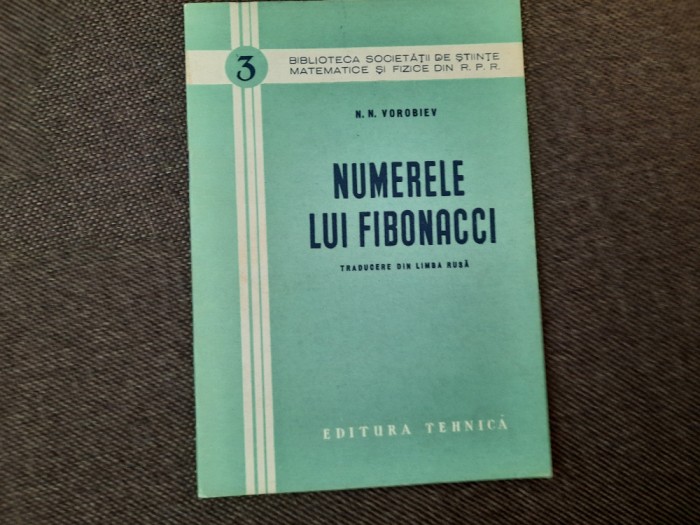 3
BIBLIOTECA SOCIETĂȚII DE ȘTIINȚE
MATEMATICE ȘI FIZICE DIN R. P. R.
N. N. VOROBIEV
NUMERELE
LUI FIBONACCI
TRADUCERE DIN LIMBA RUSĂ
EDITURA TEHNICĂ